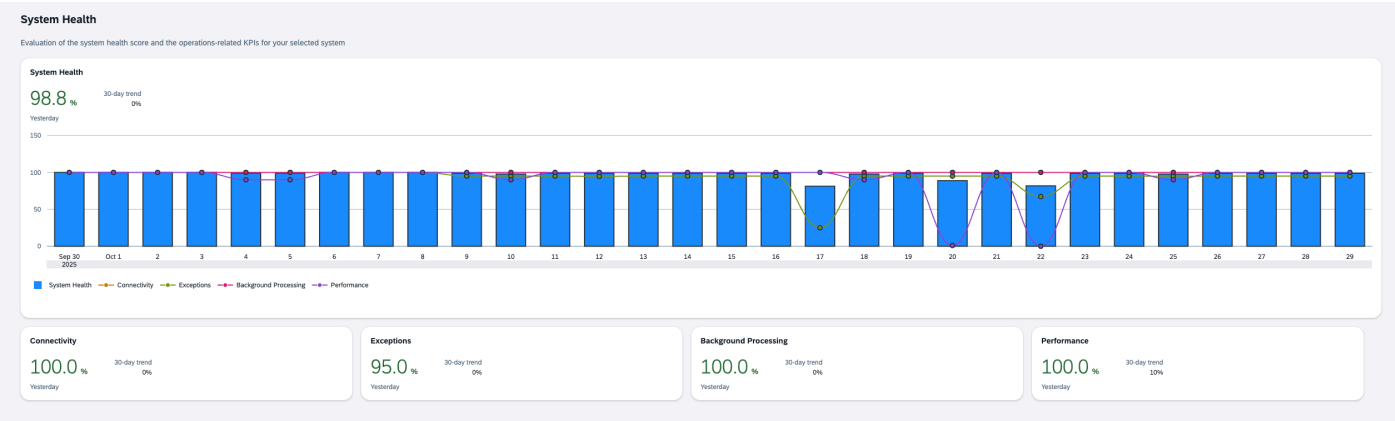 System Health
Evaluation of the system health score and the operations-related KPIs for your selected system
System Health
98.8 %
30-day trend
0%
Yesterday
150
100
50
0
Sep 30 Oct 1 2 3 4 5 6 7 8 9 10 11 12 13 14 15 16 17 18 19 20 21 22 23 24 25 26 27 28 29
2025
System Health Connectivity Exceptions Background Processing Performance
Connectivity
100.0 %
30-day trend
0%
Yesterday
Exceptions
95.0 %
30-day trend
0%
Yesterday
Background Processing
100.0 %
30-day trend
0%
Yesterday
Performance
100.0 %
30-day trend
10%
Yesterday